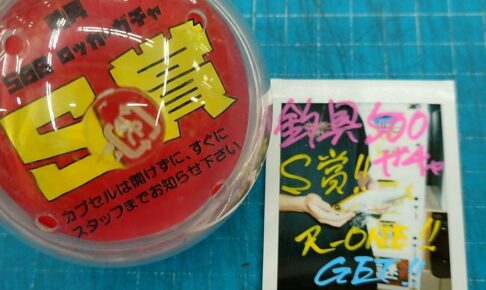 500 ロッカーガチャ
S賞
カプセルは開けずに、すぐに
スタッフまでお知らせ下さい
釣具500
ガチャ
S賞!!
R-ONE!!
GET!!